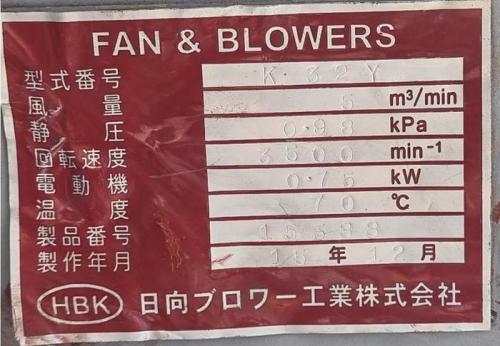 FAN & BLOWERS
型式番号 K-32Y
風量 5 m³/min
静圧 0.98 kPa
回転速度 3500 min⁻¹
電動機 0.75 kW
温度 70 ℃
製品番号
製作年月 年 12月
HBK 日向ブロワー工業株式会社